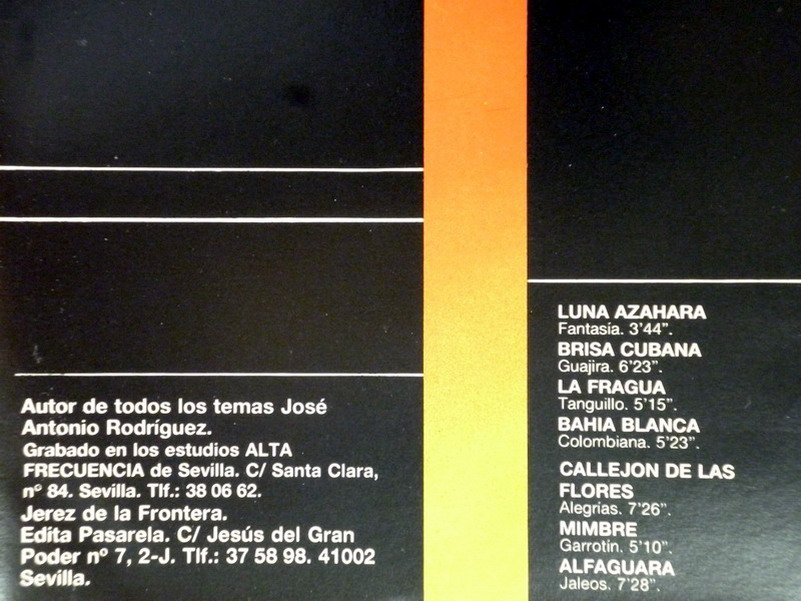 Autor de todos los temas José
Antonio Rodríguez.
Grabado en los estudios ALTA
FRECUENCIA de Sevilla. C/ Santa Clara,
nº 84. Sevilla. Tlf.: 38 06 62.
Jerez de la Frontera.
Edita Pasarela. C/ Jesús del Gran
Poder nº 7, 2-J. Tlf.: 37 58 98. 41002
Sevilla.
LUNA AZAHARA
Fantasía. 3'44".
BRISA CUBANA
Guajira. 6'23".
LA FRAGUA
Tanguillo. 5'15".
BAHIA BLANCA
Colombiana. 5'23".
CALLEJON DE LAS
FLORES
Alegrías. 7'26".
MIMBRE
Garrotín. 5'10".
ALFAGUARA
Jaleos. 7'28".